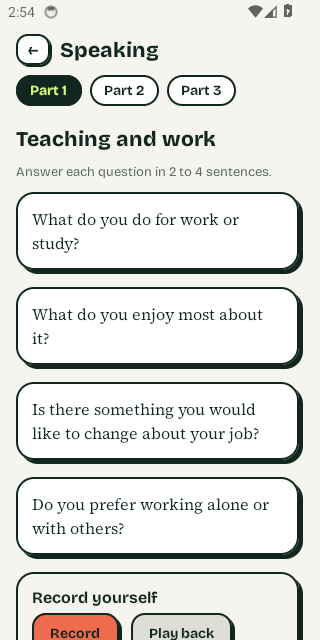 2:54
Speaking
Part 1
Part 2
Part 3
Teaching and work
Answer each question in 2 to 4 sentences.
What do you do for work or
study?
What do you enjoy most about
it?
Is there something you would
like to change about your job?
Do you prefer working alone or
with others?
Record yourself
Record
Play back